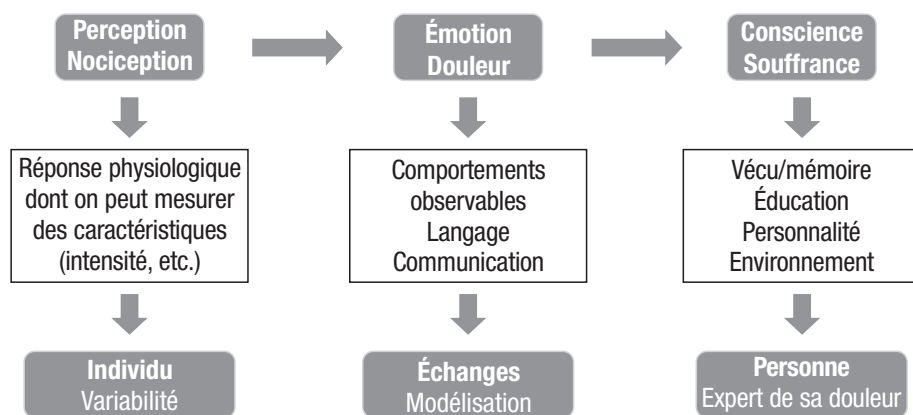 Perception
Nociception
Émotion
Douleur
Conscience
Souffrance
Réponse physiologique
dont on peut mesurer
des caractéristiques
(intensité, etc.)
Comportements
observables
Langage
Communication
Vécu/mémoire
Éducation
Personnalité
Environnement
Individu
Variabilité
Échanges
Modélisation
Personne
Expert de sa douleur